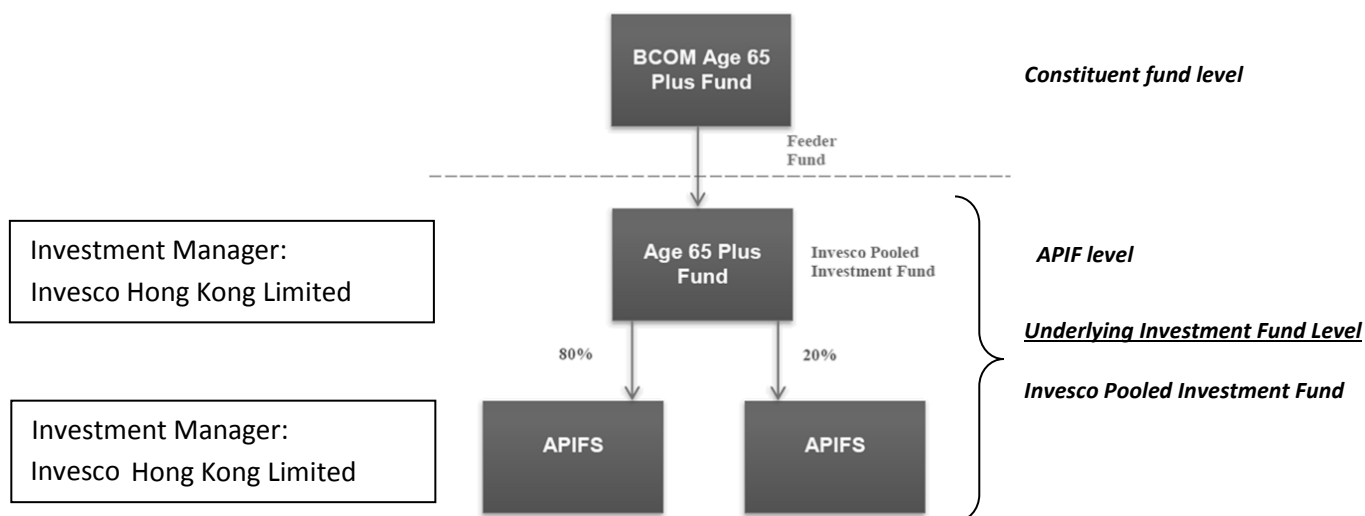 BCOM Age 65
Plus Fund
Constituent fund level
Feeder
Fund
Investment Manager:
Invesco Hong Kong Limited
Age 65 Plus
Fund
Invesco Pooled
Investment Fund
APIF level
Underlying Investment Fund Level
Invesco Pooled Investment Fund
80%
20%
Investment Manager:
Invesco Hong Kong Limited
APIFS
APIFS